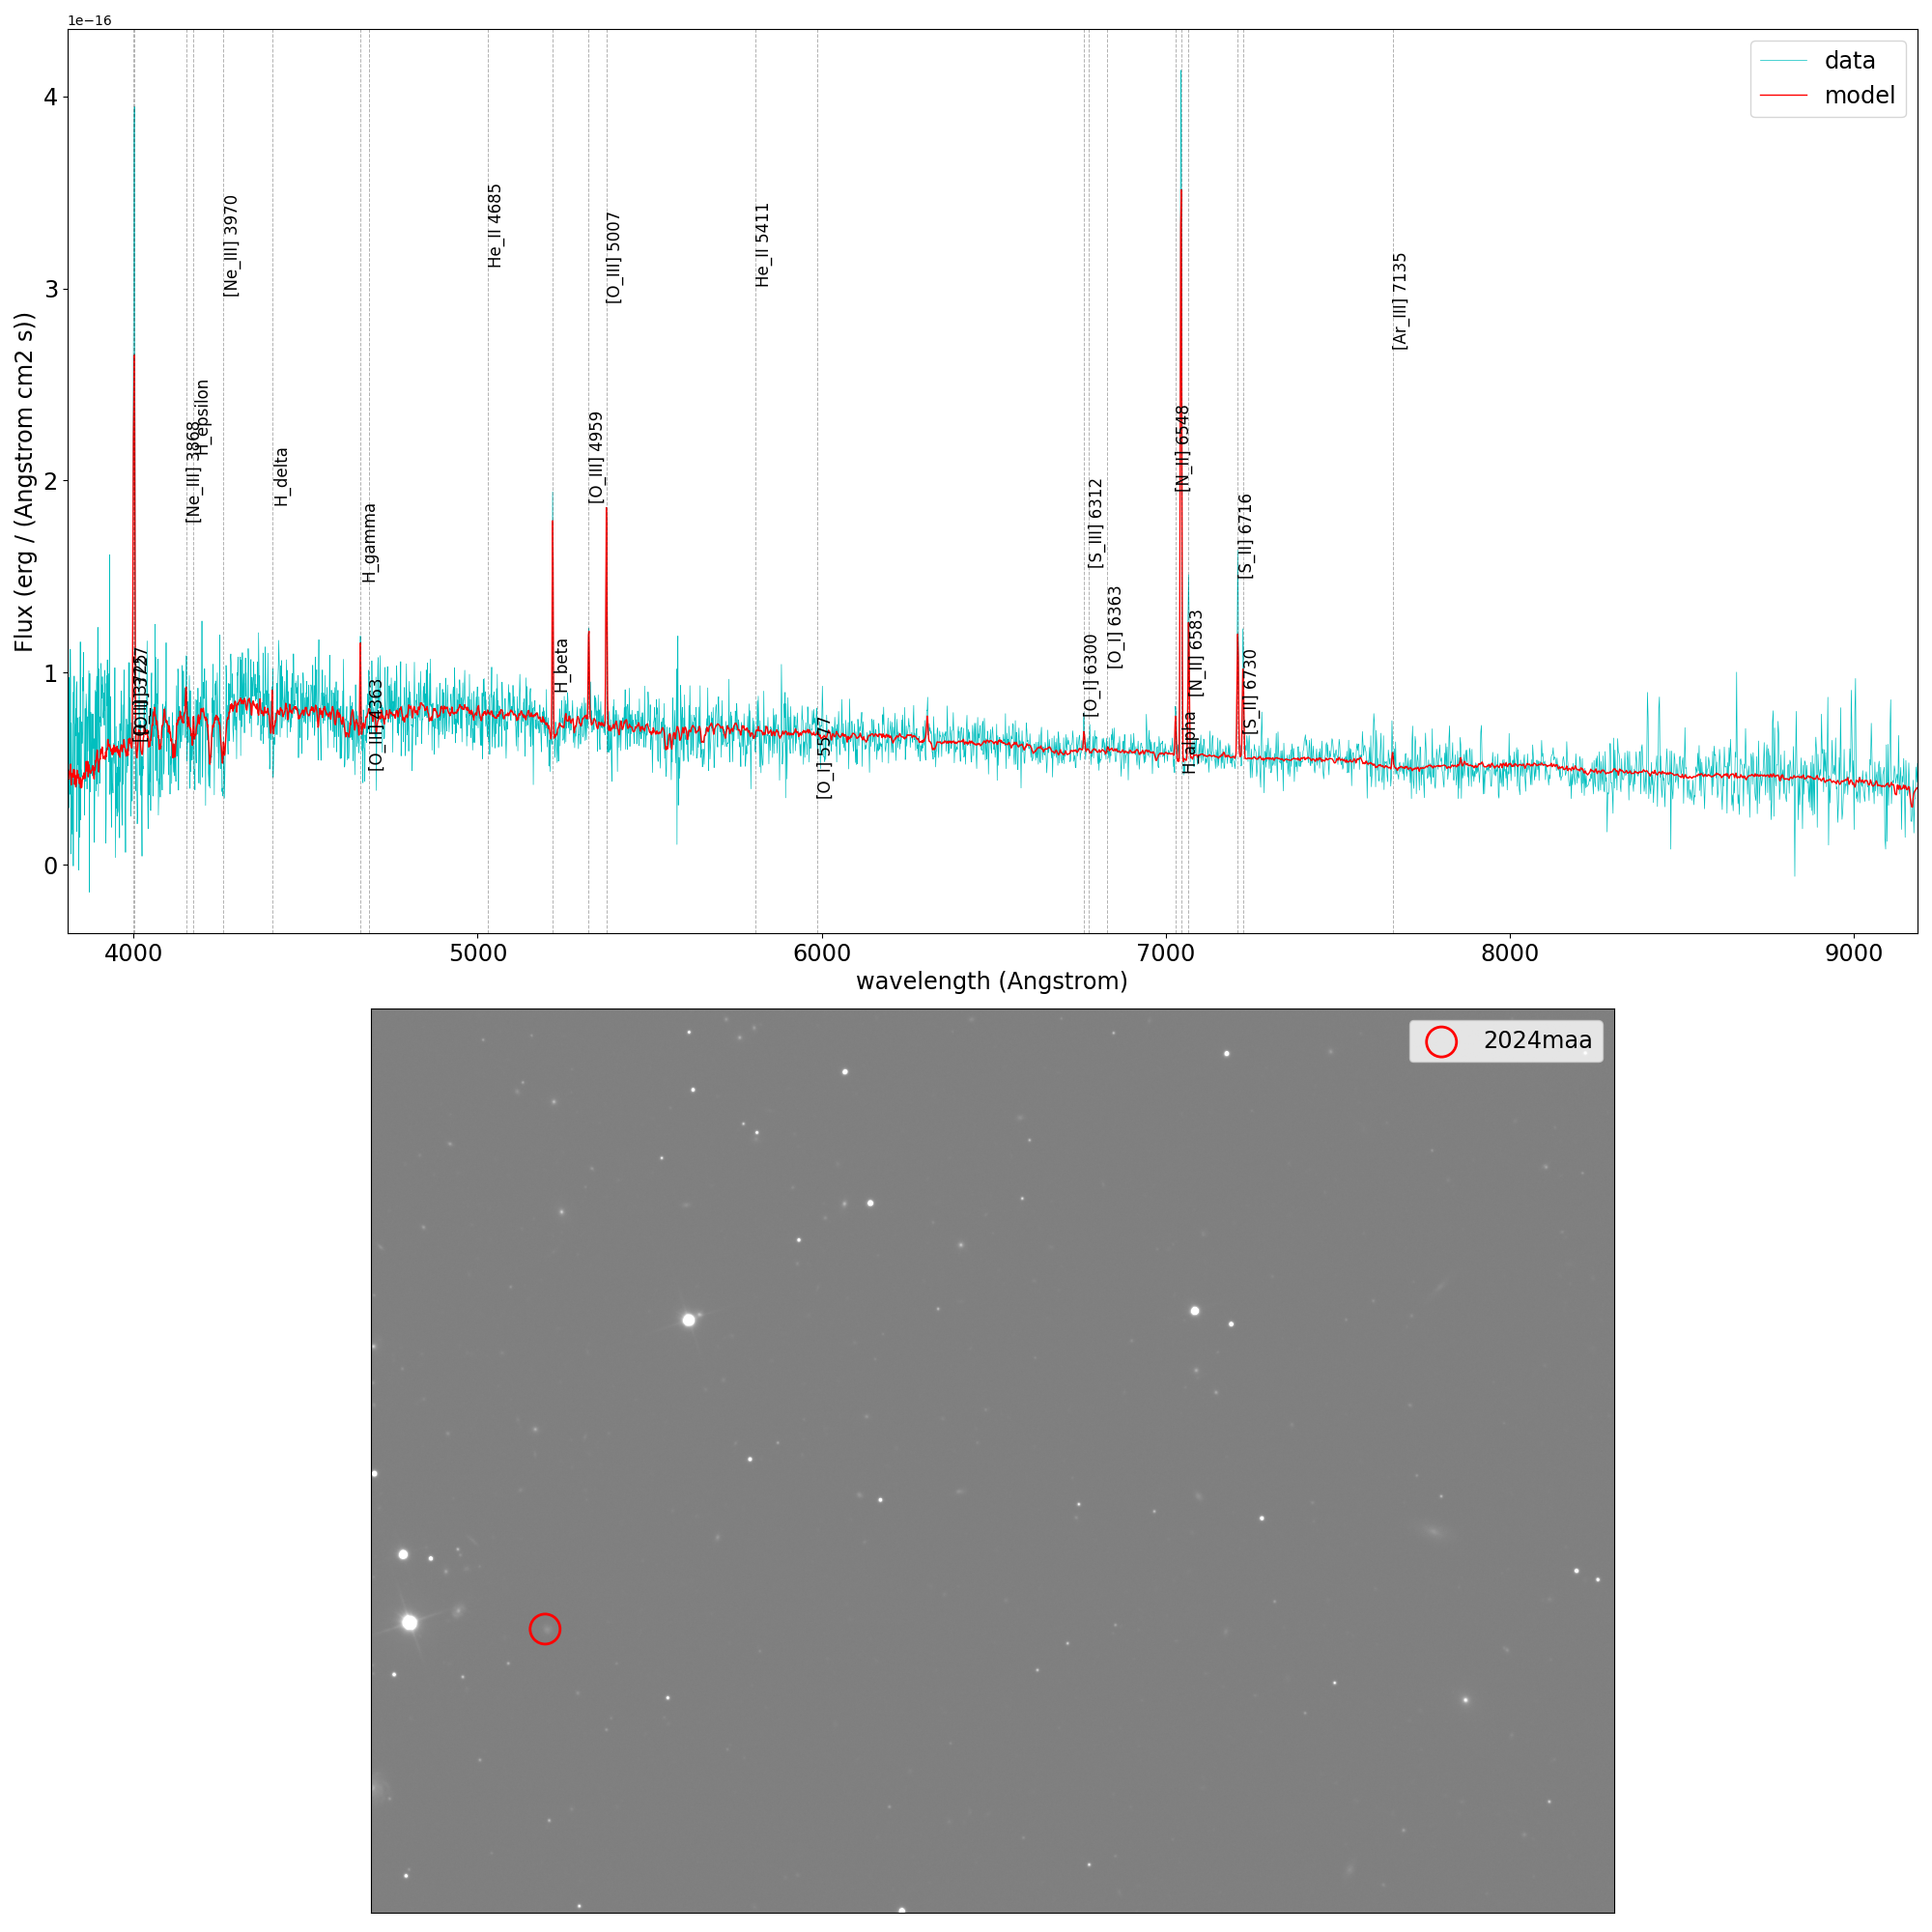 1e−16
data
model
Flux (erg / (Angstrom cm2 s))
4
3
2
1
0
[Ne_III] 3868
H_epsilon
[Ne_III] 3970
H_delta
H_gamma
[O_III] 4363
He_II 4685
H_beta
[O_III] 4959
[O_III] 5007
He_II 5411
[O_I] 5577
[O_I] 6300
[S_III] 6312
[O_I] 6363
[N_II] 6548
H_alpha
[N_II] 6583
[S_II] 6716
[S_II] 6730
[Ar_III] 7135
4000
5000
6000
7000
8000
9000
wavelength (Angstrom)
2024maa